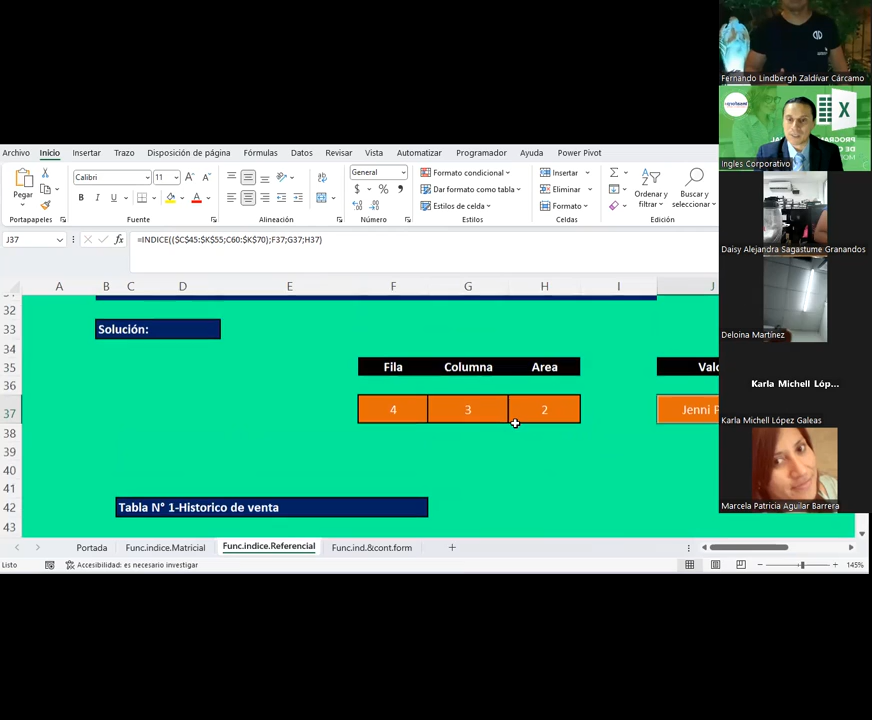 Fernando Lindbergh Zaldívar Cárcamo
Ingles Corporativo
Daisy Alejandra Sagastume Granandos
Deloina Martínez
Karla Michell Lóp...
Karla Michell López Galeas
Marcela Patricia Aguilar Barrera
Archivo Inicio Insertar Trazo Disposición de página Fórmulas Datos Revisar Vista Automatizar Programador Ayuda Power Pivot
Pegar
Calibri 11
N K S
General
$ % 000
Formato condicional
Dar formato como tabla
Estilos de celda
Insertar
Eliminar
Formato
Ordenar y filtrar
Buscar y seleccionar
Portapapeles Fuente Alineación Número Estilos Celdas Edición
J37 fx =INDICE(($C$45:$K$55;C60:$K$70);F37;G37;H37)
A B C D E F G H I J
32
33 Solución:
34
35 Fila Columna Area Valo
36
37 4 3 2 Jenni P
38
39
40
41
42 Tabla N° 1-Historico de venta
43
Portada Func.indice.Matricial Func.indice.Referencial Func.ind.&cont.form
Listo Accesibilidad: es necesario investigar 145%